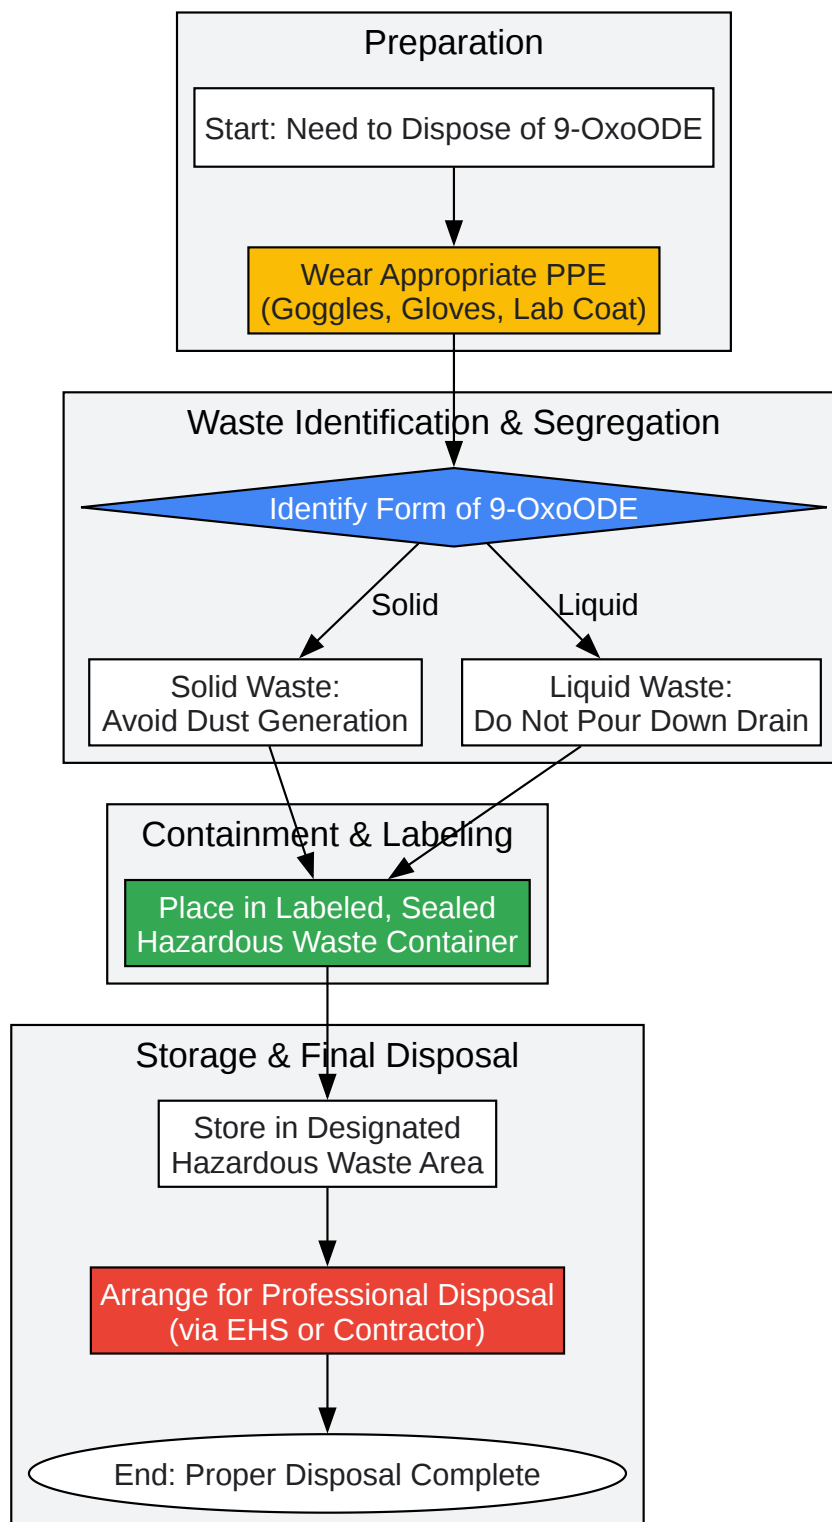 Preparation
Start: Need to Dispose of 9-OxoODE
Wear Appropriate PPE
(Goggles, Gloves, Lab Coat)
Waste Identification & Segregation
Identify Form of 9-OxoODE
Solid
Liquid
Solid Waste:
Avoid Dust Generation
Liquid Waste:
Do Not Pour Down Drain
Containment & Labeling
Place in Labeled, Sealed
Hazardous Waste Container
Storage & Final Disposal
Store in Designated
Hazardous Waste Area
Arrange for Professional Disposal
(via EHS or Contractor)
End: Proper Disposal Complete